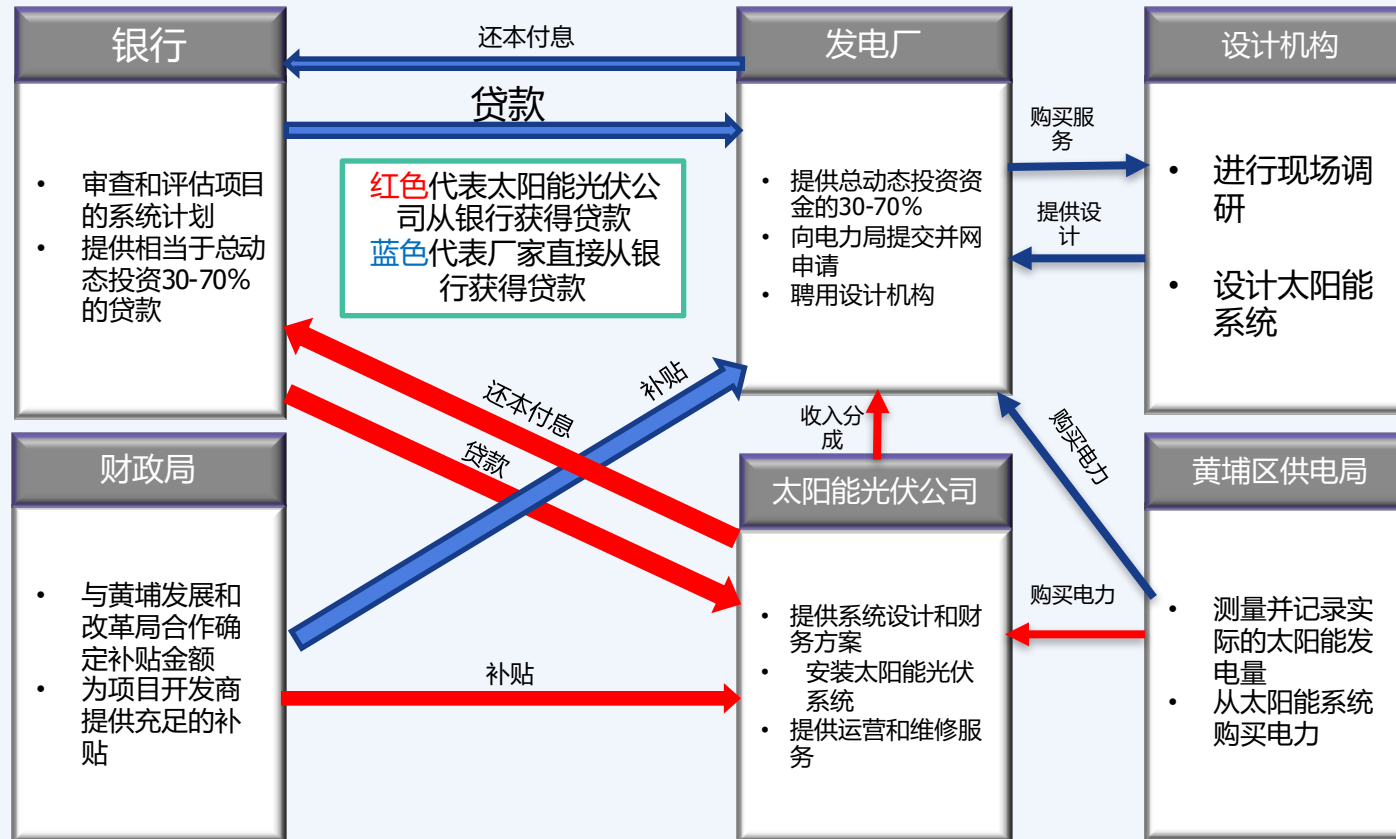 银行
• 审查和评估项目
的系统计划
• 提供相当于总动
态投资30-70%
的贷款
还本付息
贷款
红色代表太阳能光伏公
司从银行获得贷款
蓝色代表厂家直接从银
行获得贷款
发电厂
• 提供总动态投资资
金的30-70%
• 向电力局提交并网
申请
• 聘用设计机构
购买服
务
提供设
计
设计机构
• 进行现场调
研
• 设计太阳能
系统
还本付息
贷款
补贴
收入分
成
购买电力
财政局
• 与黄埔发展和
改革局合作确
定补贴金额
• 为项目开发商
提供充足的补
贴
补贴
太阳能光伏公司
• 提供系统设计和财
务方案
• 安装太阳能光伏
系统
• 提供运营和维修服
务
购买电力
黄埔区供电局
• 测量并记录实
际的太阳能发
电量
• 从太阳能系统
购买电力